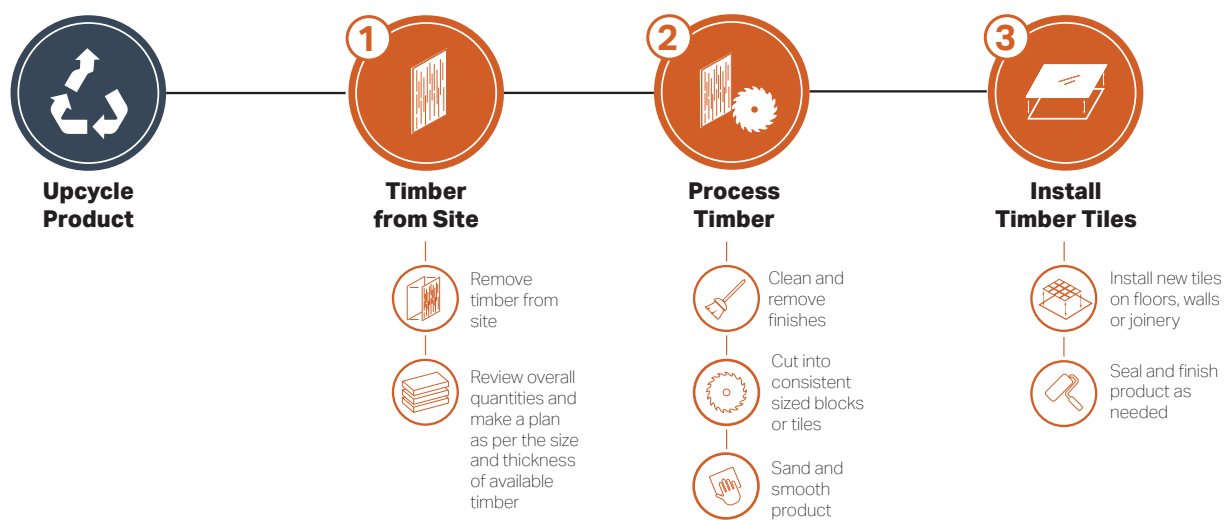 Upcycle
Product
1
Timber
from Site
Remove
timber from
site
Review overall
quantities and
make a plan
as per the size
and thickness
of available
timber
2
Process
Timber
Clean and
remove
finishes
Cut into
consistent
sized blocks
or tiles
Sand and
smooth
product
3
Install
Timber Tiles
Install new tiles
on floors, walls
or joinery
Seal and finish
product as
needed